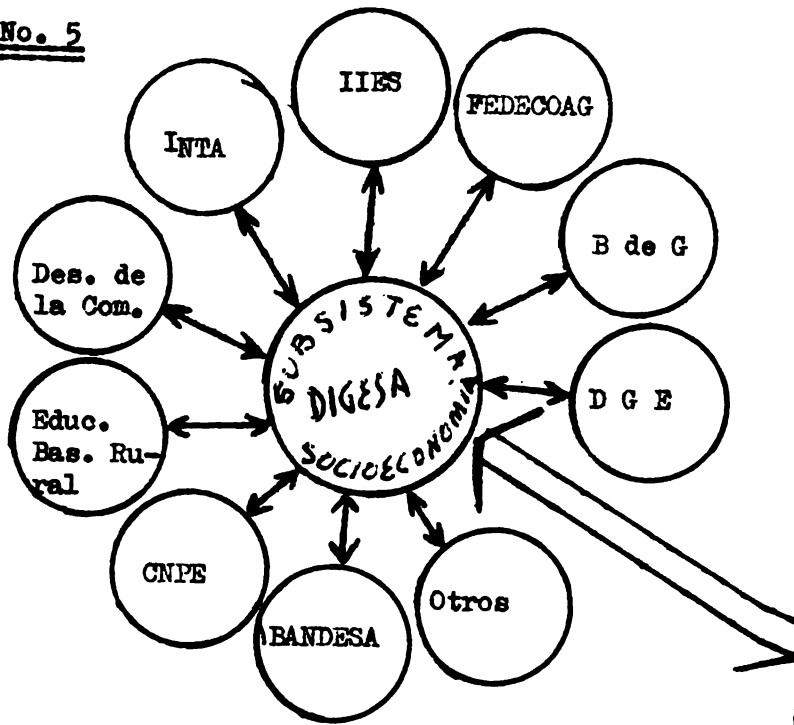 No. 5
IIES
FEDECOAG
INTA
B de G
Des. de
la Com.
SUBSISTEMA
DIGESA
SOCIOECONOMIA
D G E
Educ.
Bas. Ru-
ral
CNPE
Otros
BANDESA